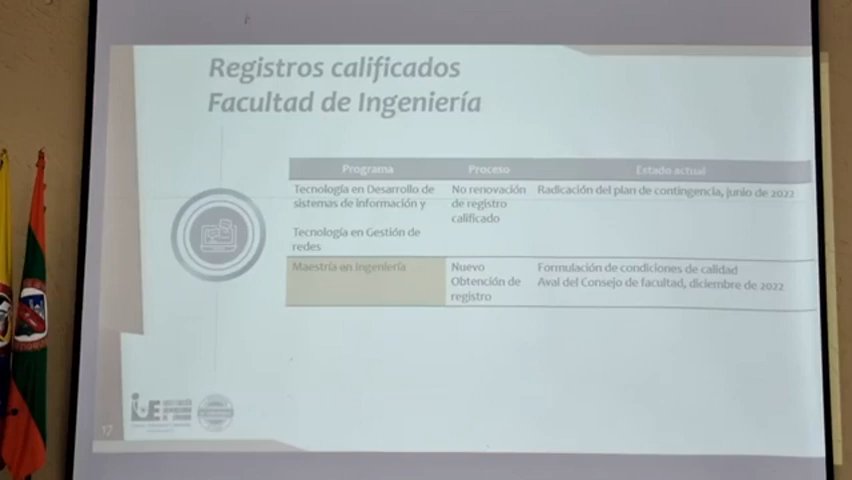 Registros calificados
Facultad de Ingeniería
Programa Proceso Estado actual
Tecnología en Desarrollo de
sistemas de información y
Tecnología en Gestión de
redes
No renovación
de registro
calificado
Radicación del plan de contingencia, junio de 2022
Maestría en Ingeniería
Nuevo
Obtención de
registro
Formulación de condiciones de calidad
Aval del Consejo de facultad, diciembre de 2022
IUE
17